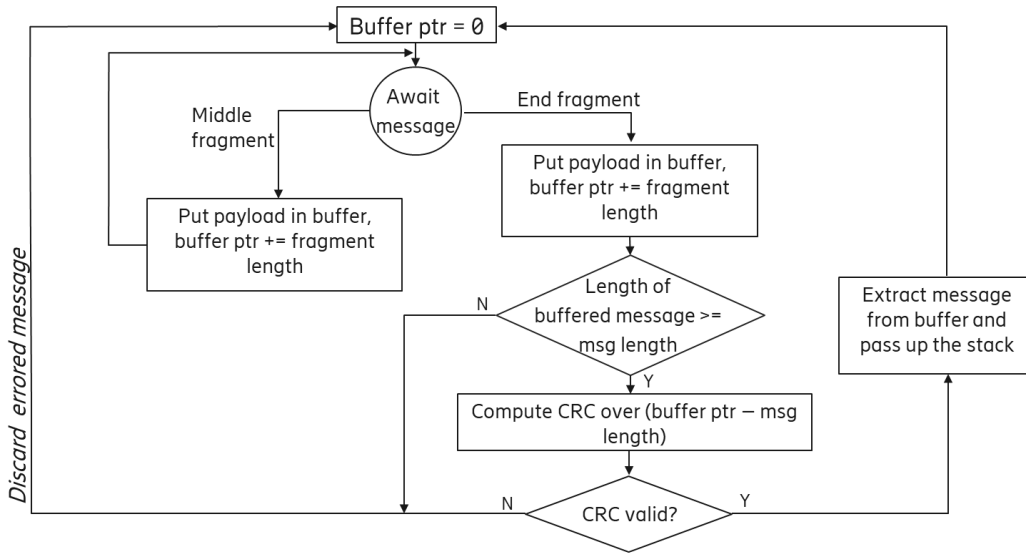 Buffer ptr = 0
Await
message
Middle
fragment
End fragment
Put payload in buffer,
buffer ptr += fragment
length
Put payload in buffer,
buffer ptr += fragment
length
Length of
buffered message >=
msg length
N
Y
Extract message
from buffer and
pass up the stack
Compute CRC over (buffer ptr – msg
length)
CRC valid?
N
Y
Discard errored message